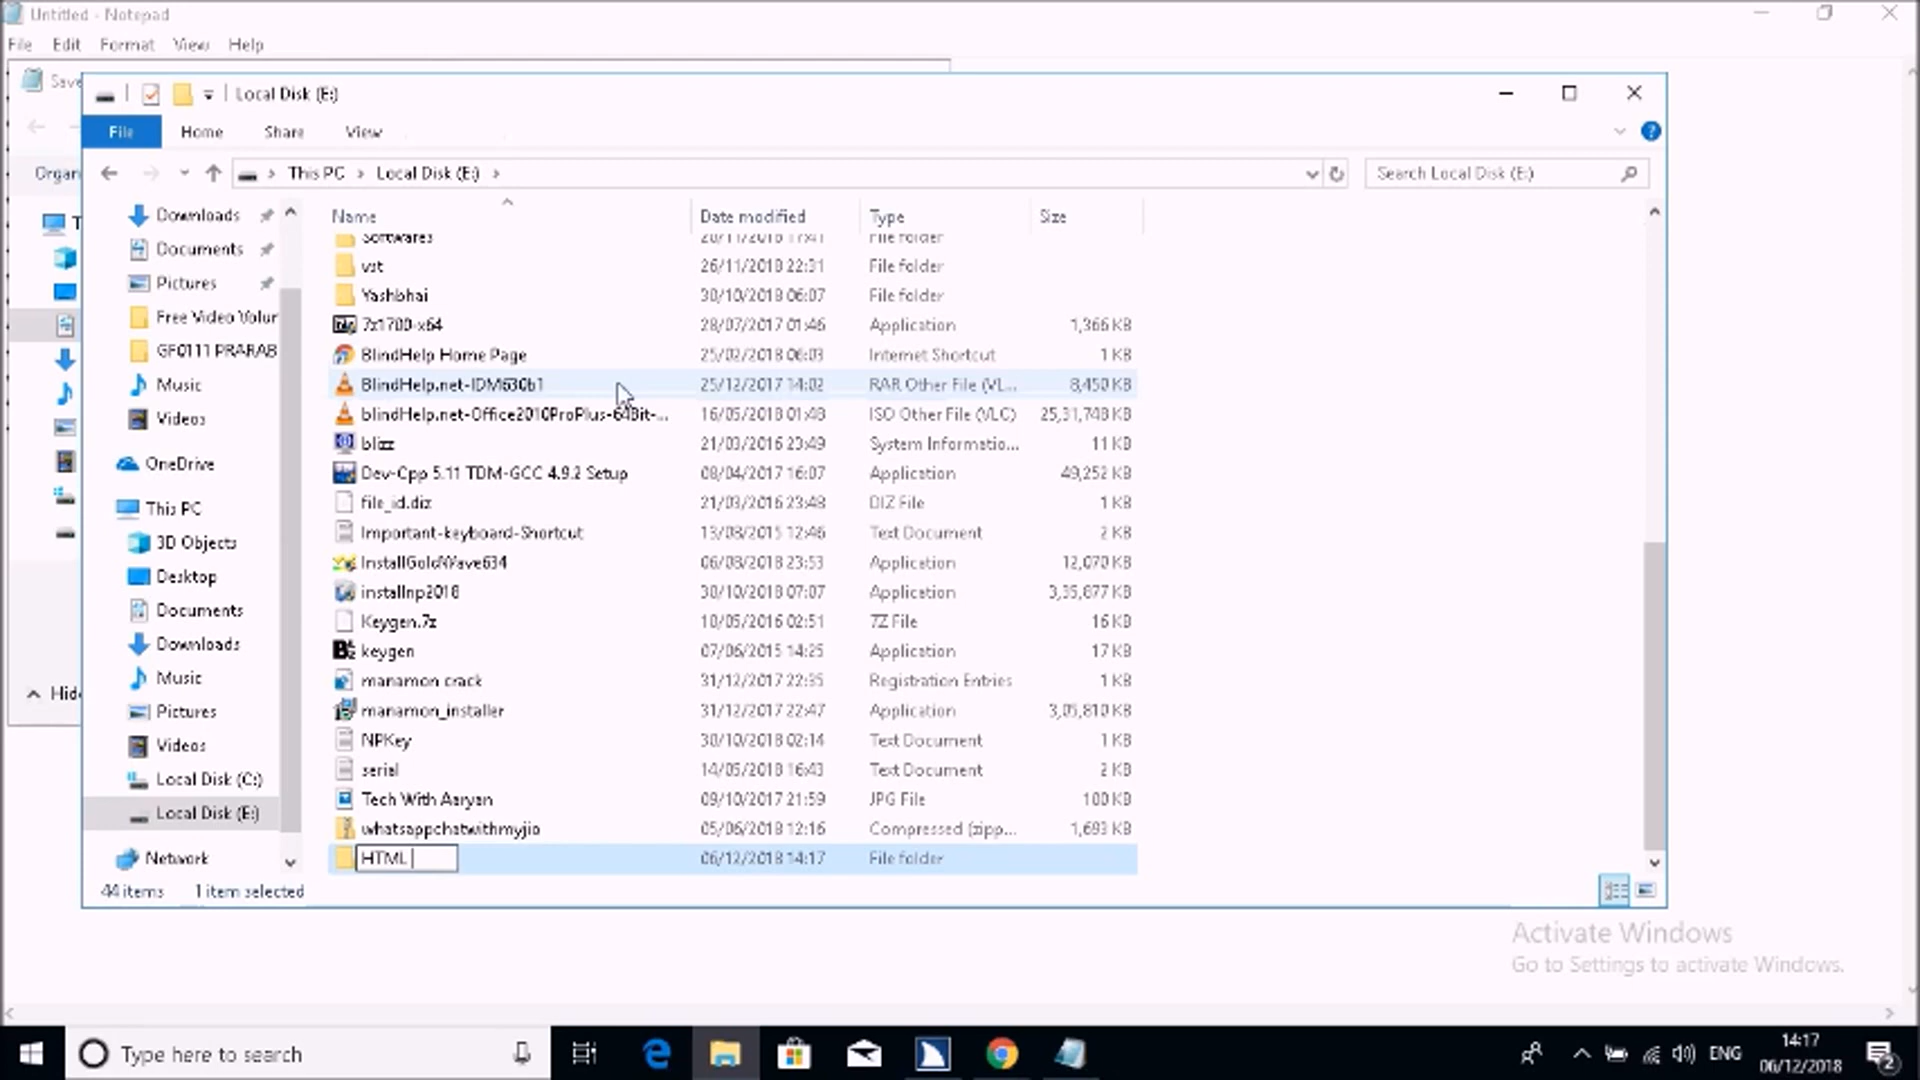 Untitled - Notepad
File Edit Format View Help
Save
Local Disk (E:)
File Home Share View
Organ
This PC > Local Disk (E:) >
Search Local Disk (E:)
Name Date modified Type Size
Downloads
Documents
Pictures
Free Video Volur
GF0111 PRARAB
Music
Videos
OneDrive
This PC
3D Objects
Desktop
Documents
Downloads
Music
Pictures
Videos
Local Disk (C:)
Local Disk (E:)
Network
Softwares 17:41 File folder
vst 26/11/2018 22:31 File folder
Yashbhai 30/10/2018 06:07 File folder
7z1700-x64 28/07/2017 01:46 Application 1,366 KB
BlindHelp Home Page 25/02/2018 06:03 Internet Shortcut 1 KB
BlindHelp.net-IDM630b1 25/12/2017 14:02 RAR Other File (VL... 8,450 KB
blindHelp.net-Office2010ProPlus-64Bit-... 16/05/2018 01:48 ISO Other File (VLC) 25,31,748 KB
blizz 21/03/2016 23:49 System Informatio... 11 KB
Dev-Cpp 5.11 TDM-GCC 4.9.2 Setup 08/04/2017 16:07 Application 49,252 KB
file_id.diz 21/03/2016 23:48 DIZ File 1 KB
Important-keyboard-Shortcut 13/08/2015 12:46 Text Document 2 KB
InstallGoldWave634 06/08/2018 23:53 Application 12,070 KB
installnp2018 30/10/2018 07:07 Application 3,35,877 KB
Keygen.7z 10/05/2016 02:51 7Z File 16 KB
keygen 07/06/2015 14:25 Application 17 KB
manamon crack 31/12/2017 22:35 Registration Entries 1 KB
manamon_installer 31/12/2017 22:47 Application 3,05,810 KB
NPKey 30/10/2018 02:14 Text Document 1 KB
serial 14/05/2018 16:43 Text Document 2 KB
Tech With Aaryan 09/10/2017 21:59 JPG File 100 KB
whatsappchatwithmyjio 05/06/2018 12:16 Compressed (zipp... 1,693 KB
HTML 06/12/2018 14:17 File folder
Hide
44 items 1 item selected
Activate Windows
Go to Settings to activate Windows.
Type here to search
ENG
14:17
06/12/2018
2